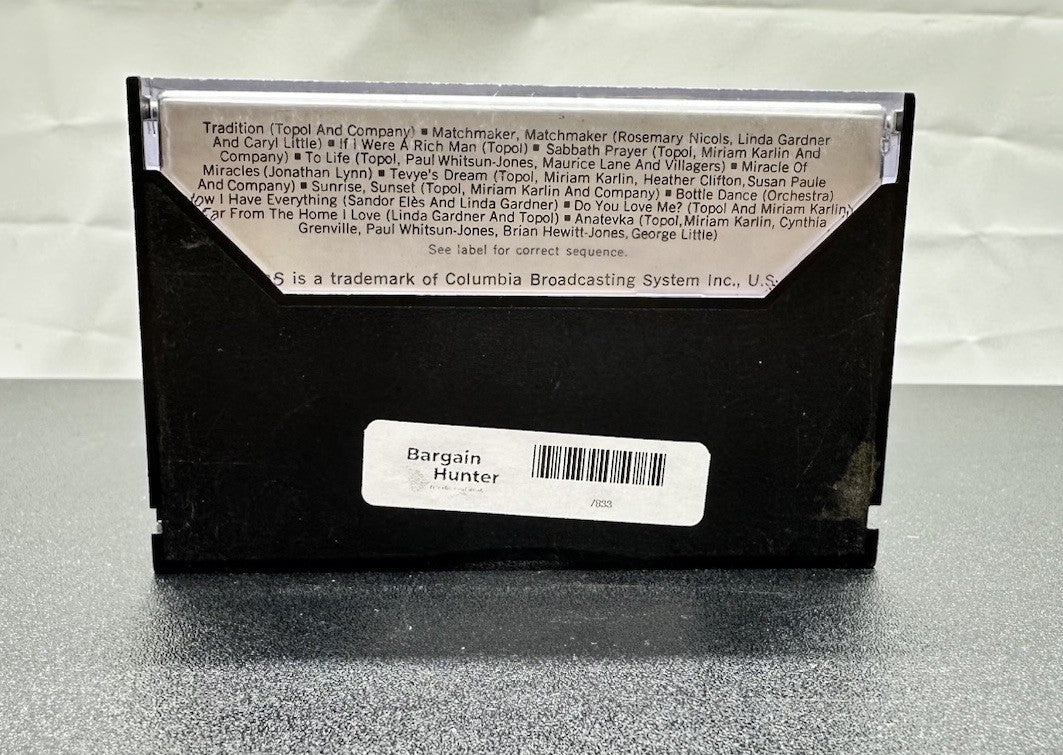 Tradition (Topol And Company) ▪ Matchmaker, Matchmaker (Rosemary Nicols, Linda Gardner
And Caryl Little) ▪ If I Were A Rich Man (Topol) ▪ Sabbath Prayer (Topol, Miriam Karlin And
Company) ▪ To Life (Topol, Paul Whitsun-Jones, Maurice Lane And Villagers) ▪ Miracle Of
Miracles (Jonathan Lynn) ▪ Tevye's Dream (Topol, Miriam Karlin, Heather Clifton, Susan Paule
And Company) ▪ Sunrise, Sunset (Topol, Miriam Karlin And Company) ▪ Bottle Dance (Orchestra)
ow I Have Everything (Sandor Elès And Linda Gardner) ▪ Do You Love Me? (Topol And Miriam Karlin)
Far From The Home I Love (Linda Gardner And Topol) ▪ Anatevka (Topol, Miriam Karlin, Cynthia
Grenville, Paul Whitsun-Jones, Brian Hewitt-Jones, George Little)
See label for correct sequence.
S is a trademark of Columbia Broadcasting System Inc., U.S.
Bargain
Hunter
/833